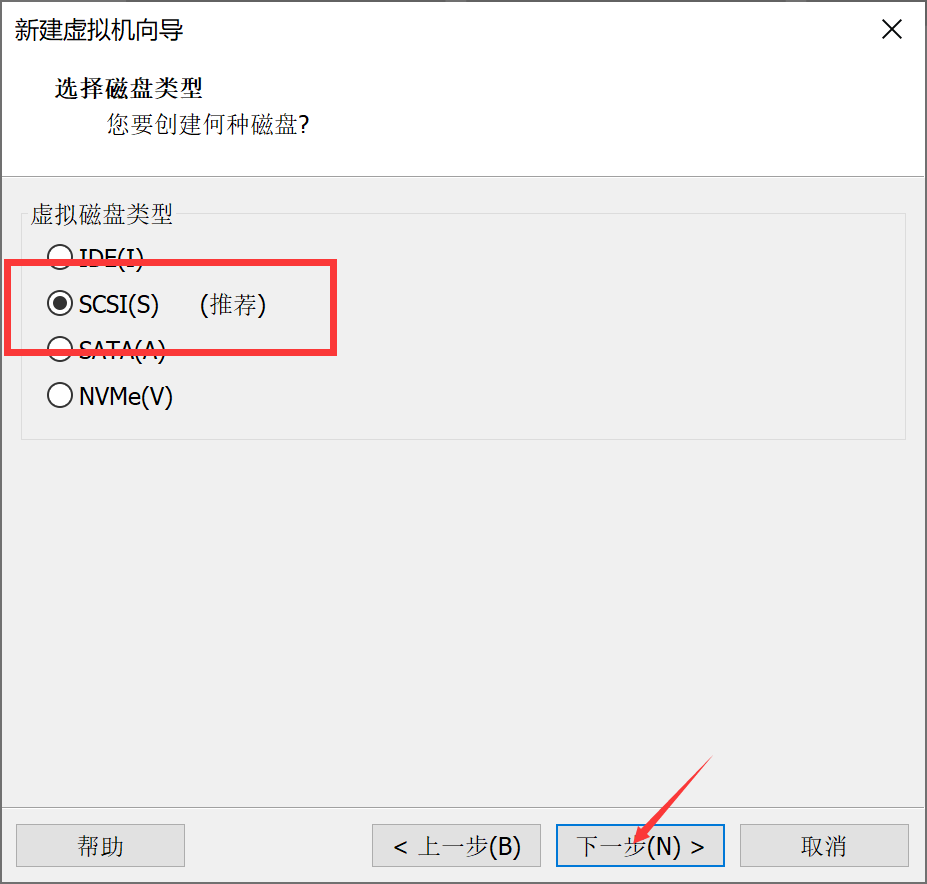 新建虚拟机向导
选择磁盘类型
您要创建何种磁盘?
虚拟磁盘类型
IDE(I)
SCSI(S) (推荐)
SATA(A)
NVMe(V)
帮助 < 上一步(B) 下一步(N) > 取消